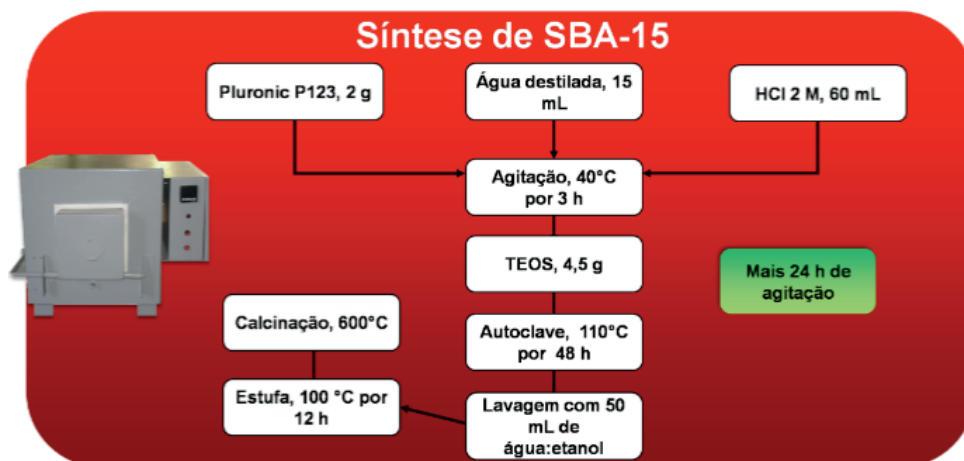 Síntese de SBA-15
Pluronic P123, 2 g
Água destilada, 15
mL
HCl 2 M, 60 mL
Agitação, 40°C
por 3 h
TEOS, 4,5 g
Mais 24 h de
agitação
Calcinação, 600°C
Autoclave, 110°C
por 48 h
Estufa, 100 °C por
12 h
Lavagem com 50
mL de
água:etanol